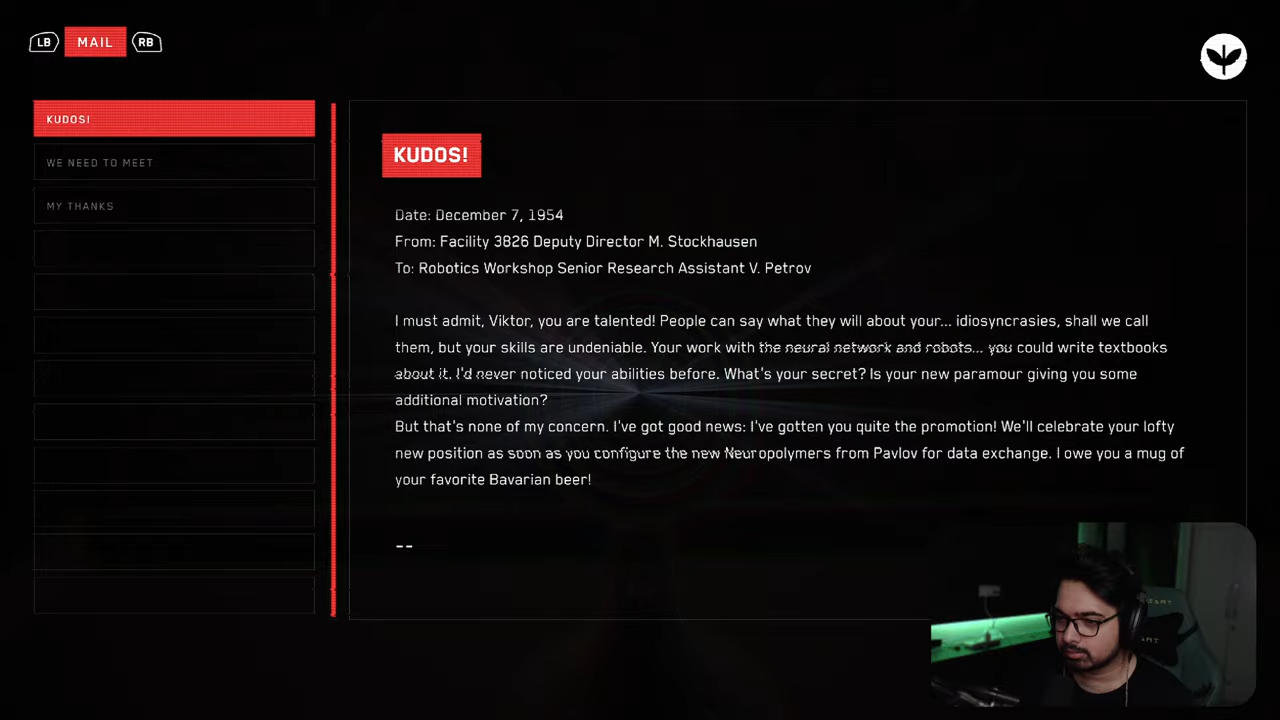 LB MAIL RB
KUDOS!
WE NEED TO MEET
MY THANKS
KUDOS!
Date: December 7, 1954
From: Facility 3826 Deputy Director M. Stockhausen
To: Robotics Workshop Senior Research Assistant V. Petrov
I must admit, Viktor, you are talented! People can say what they will about your... idiosyncrasies, shall we call
them, but your skills are undeniable. Your work with the neural network and robots... you could write textbooks
about it. I'd never noticed your abilities before. What's your secret? Is your new paramour giving you some
additional motivation?
But that's none of my concern. I've got good news: I've gotten you quite the promotion! We'll celebrate your lofty
new position as soon as you configure the new Neuropolymers from Pavlov for data exchange. I owe you a mug of
your favorite Bavarian beer!
--